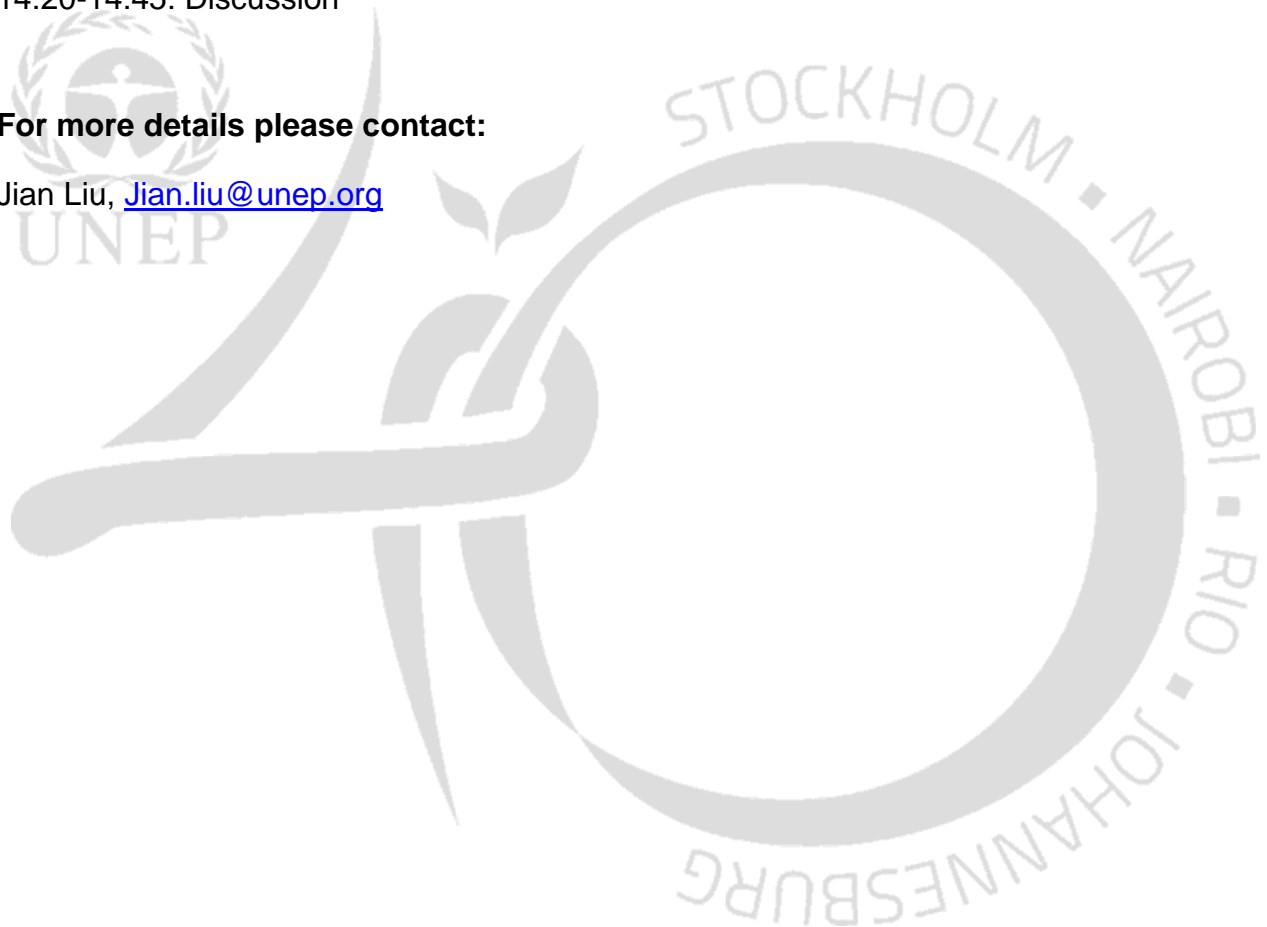 14:20-14:45: Discussion
For more details please contact:
Jian Liu, Jian.liu@unep.org
UNEP
STOCKHOLM ▪ NAIROBI ▪ RIO ▪ JOHANNESBURG